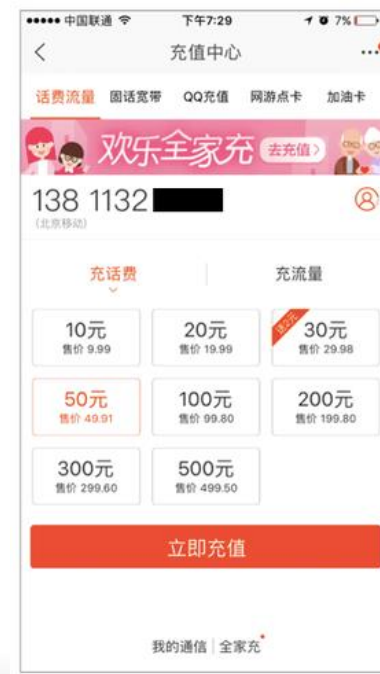 中国联通 下午7:29 7%
充值中心
话费流量 固话宽带 QQ充值 网游点卡 加油卡
欢乐全家充 去充值>
138 1132
(北京移动)
充话费 充流量
10元 20元 送2元 30元
售价 9.99 售价 19.99 售价 29.98
50元 100元 200元
售价 49.91 售价 99.80 售价 199.80
300元 500元
售价 299.60 售价 499.50
立即充值
我的通信 全家充